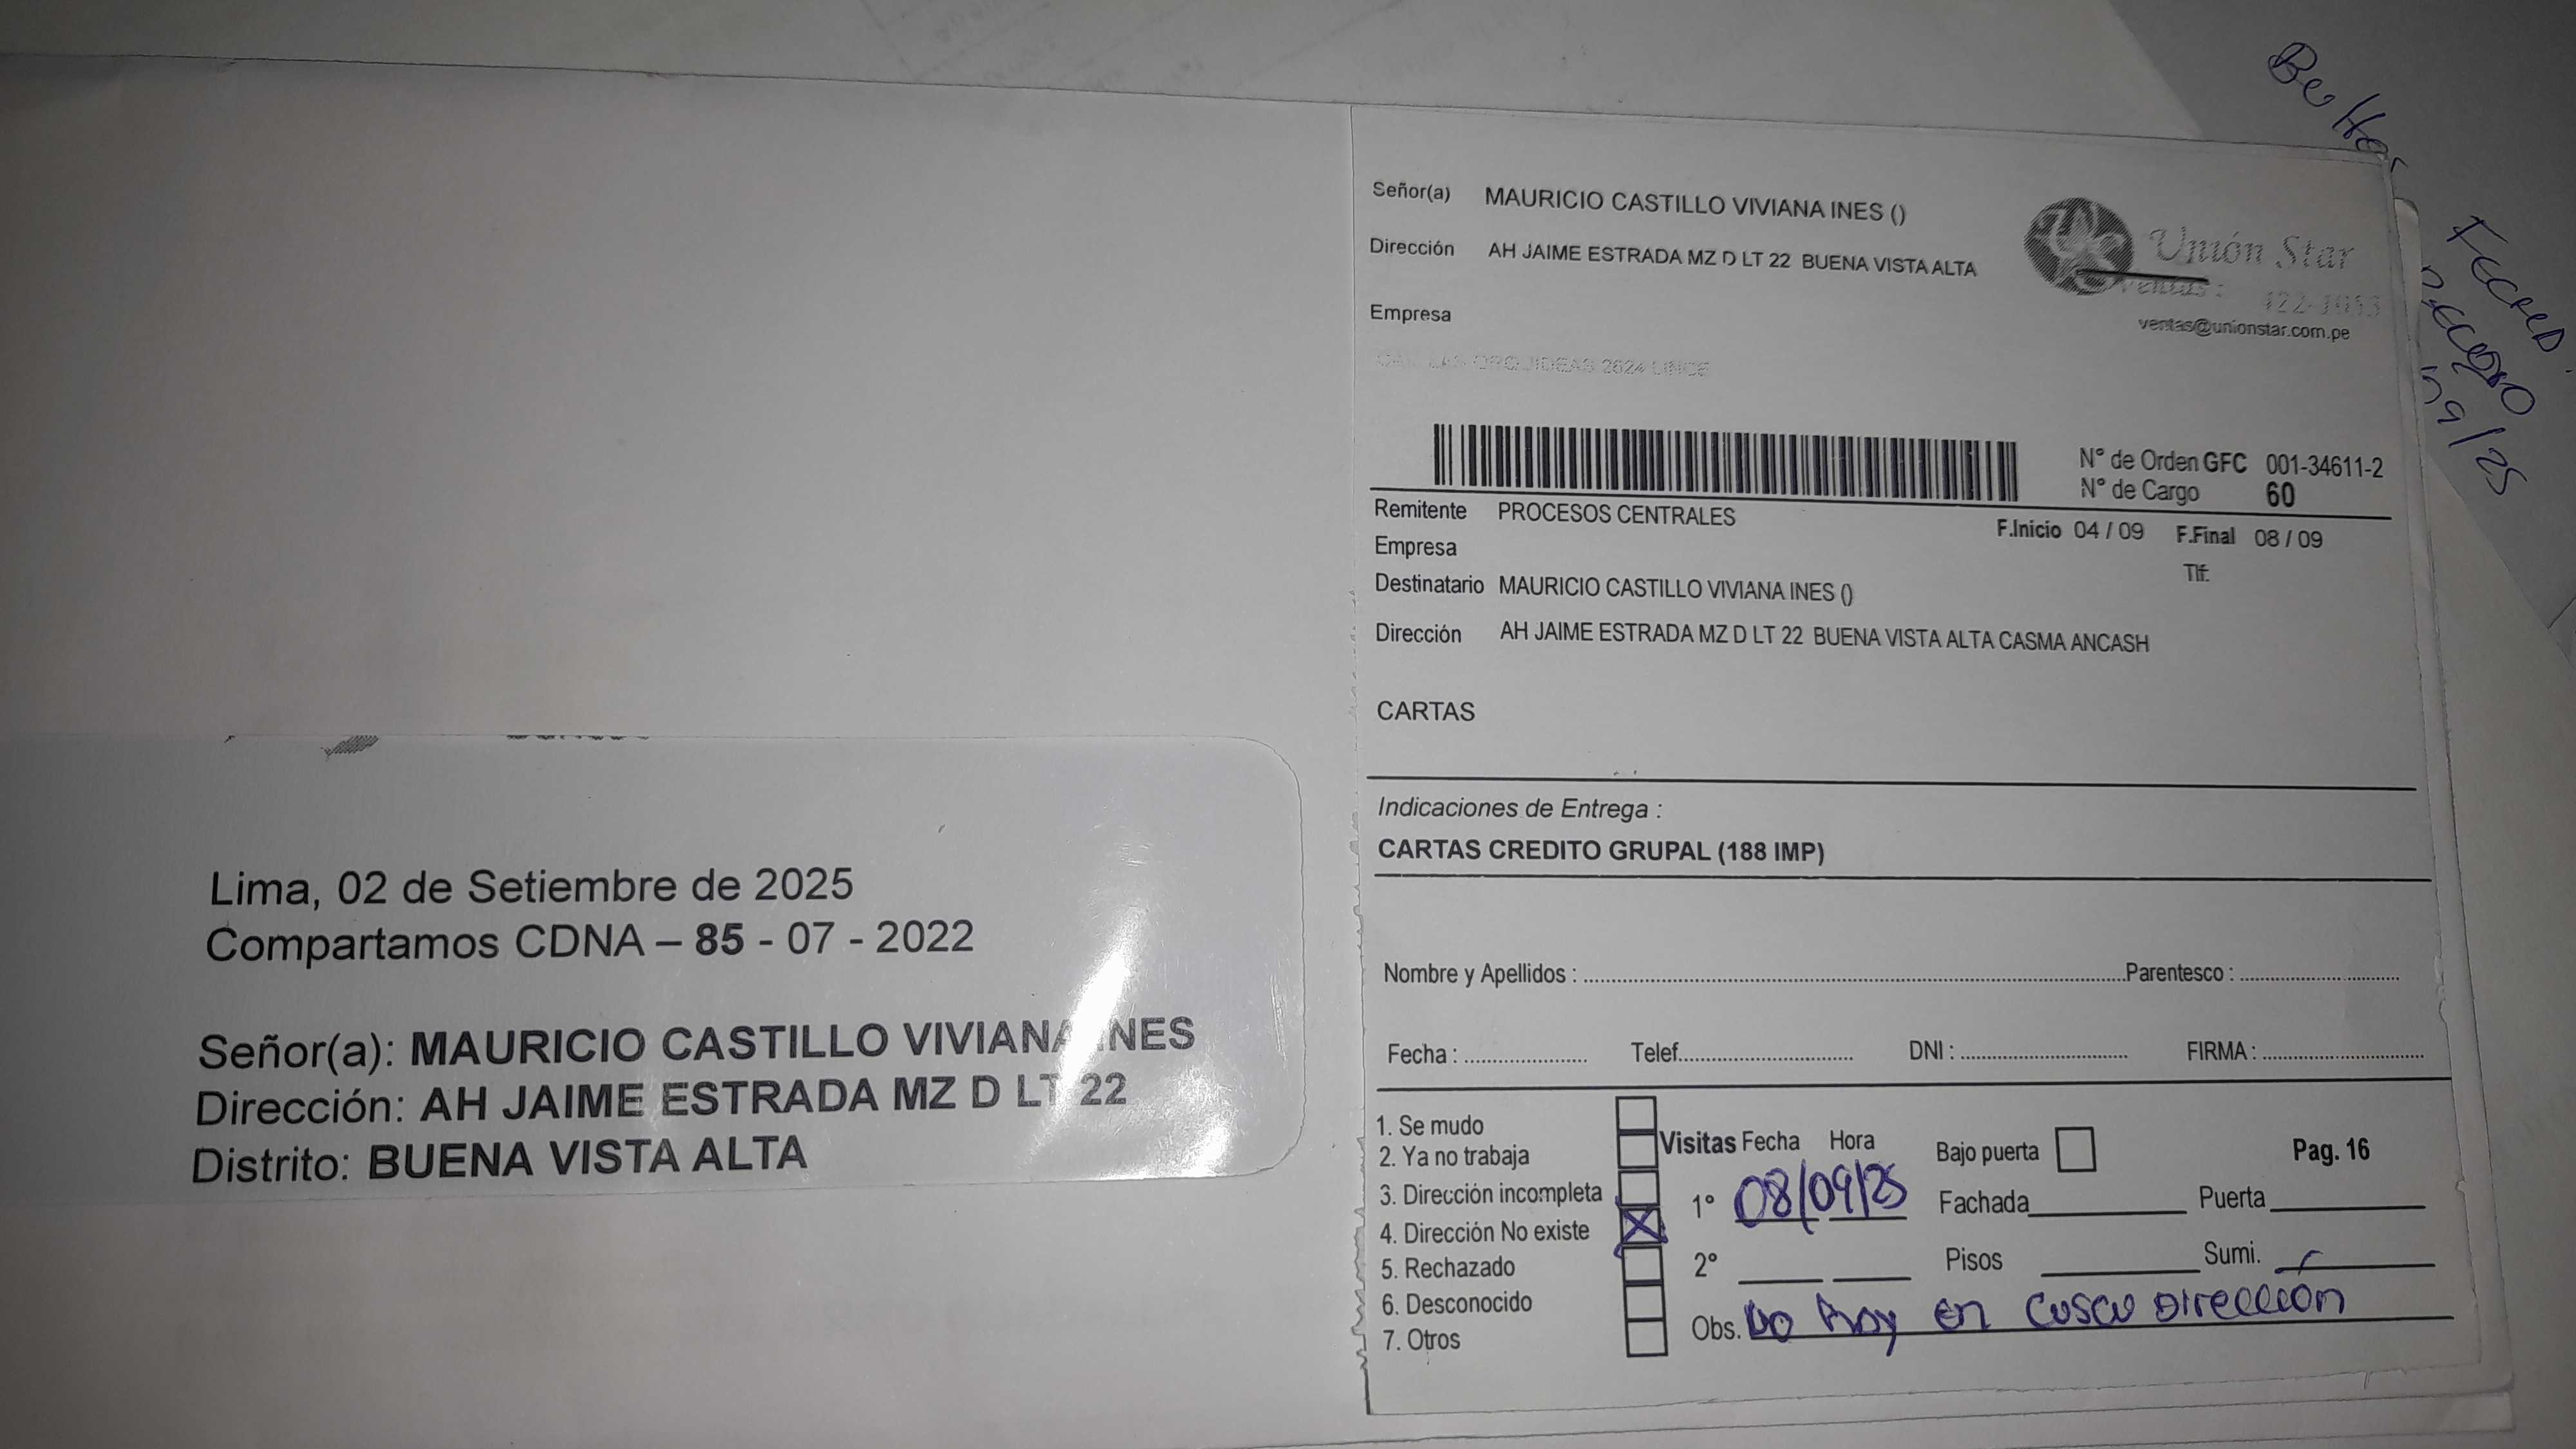 Lima, 02 de Setiembre de 2025
Compartamos CDNA – 85 - 07 - 2022
Señor(a): MAURICIO CASTILLO VIVIANA INES
Dirección: AH JAIME ESTRADA MZ D LT 22
Distrito: BUENA VISTA ALTA
Señor(a) MAURICIO CASTILLO VIVIANA INES ()
Dirección AH JAIME ESTRADA MZ D LT 22 BUENA VISTA ALTA
Unión Star
Ventas :
ventas@unionstar.com.pe
Empresa
ORQUIDEAS 2624 LINCE
N° de Orden GFC 001-34611-2
N° de Cargo 60
Remitente PROCESOS CENTRALES
F.Inicio 04 / 09 F.Final 08 / 09
Empresa
Tlf:
Destinatario MAURICIO CASTILLO VIVIANA INES ()
Dirección AH JAIME ESTRADA MZ D LT 22 BUENA VISTA ALTA CASMA ANCASH
CARTAS
Indicaciones de Entrega :
CARTAS CREDITO GRUPAL (188 IMP)
Nombre y Apellidos : Parentesco :
Fecha : Telef. DNI : FIRMA :
1. Se mudo
2. Ya no trabaja
3. Dirección incompleta
4. Dirección No existe
5. Rechazado
6. Desconocido
7. Otros
Visitas Fecha Hora Bajo puerta Pag. 16
1° 08/09/25 Fachada Puerta
2° Pisos Sumi.
Obs. No hay en Dirección